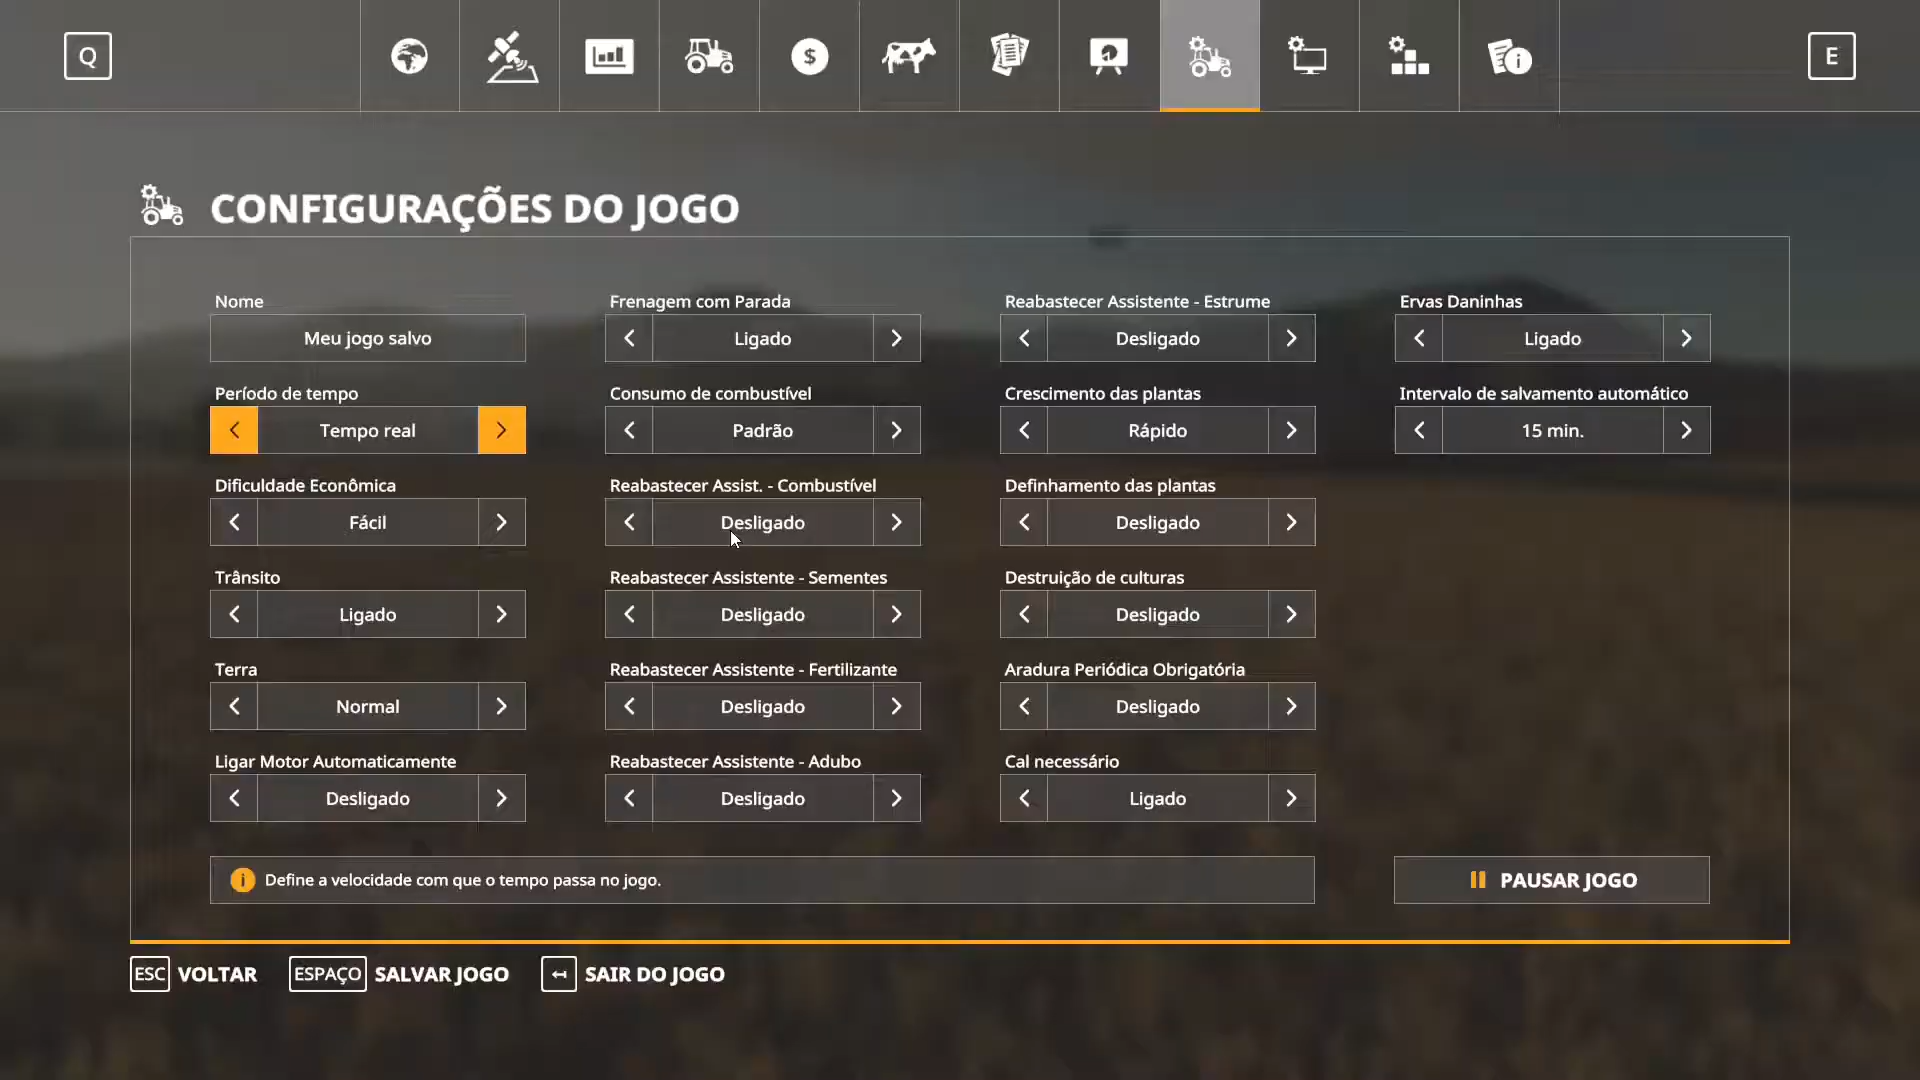 Q
$
E
CONFIGURAÇÕES DO JOGO
Nome
Meu jogo salvo
Período de tempo
Tempo real
Dificuldade Econômica
Fácil
Trânsito
Ligado
Terra
Normal
Ligar Motor Automaticamente
Desligado
Frenagem com Parada
Ligado
Consumo de combustível
Padrão
Reabastecer Assist. - Combustível
Desligado
Reabastecer Assistente - Sementes
Desligado
Reabastecer Assistente - Fertilizante
Desligado
Reabastecer Assistente - Adubo
Desligado
Reabastecer Assistente - Estrume
Desligado
Crescimento das plantas
Rápido
Definhamento das plantas
Desligado
Destruição de culturas
Desligado
Aradura Periódica Obrigatória
Desligado
Cal necessário
Ligado
Ervas Daninhas
Ligado
Intervalo de salvamento automático
15 min.
Define a velocidade com que o tempo passa no jogo.
PAUSAR JOGO
ESC VOLTAR ESPAÇO SALVAR JOGO SAIR DO JOGO